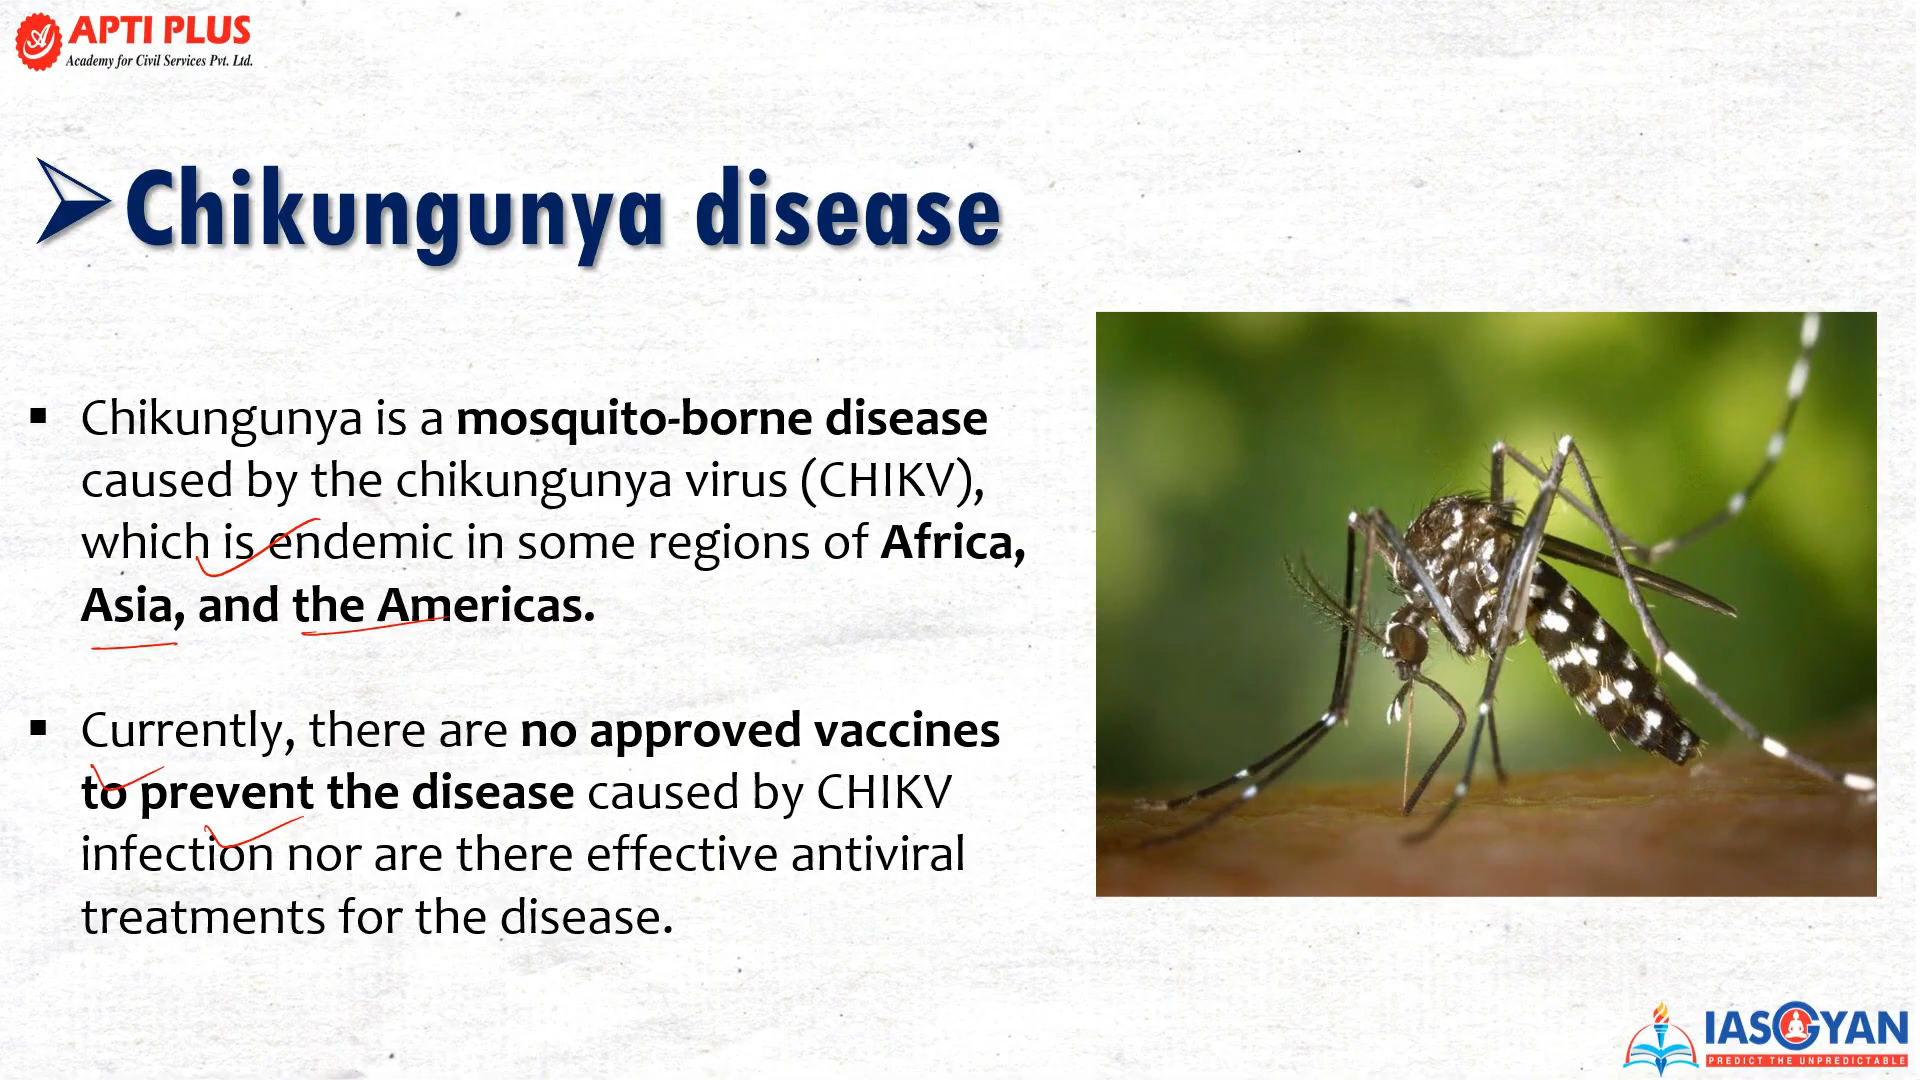 APTI PLUS
Academy for Civil Services Pvt. Ltd.
Chikungunya disease
Chikungunya is a mosquito-borne disease
caused by the chikungunya virus (CHIKV),
which is endemic in some regions of Africa,
Asia, and the Americas.
Currently, there are no approved vaccines
to prevent the disease caused by CHIKV
infection nor are there effective antiviral
treatments for the disease.
IASGYAN
PREDICT THE UNPREDICTABLE